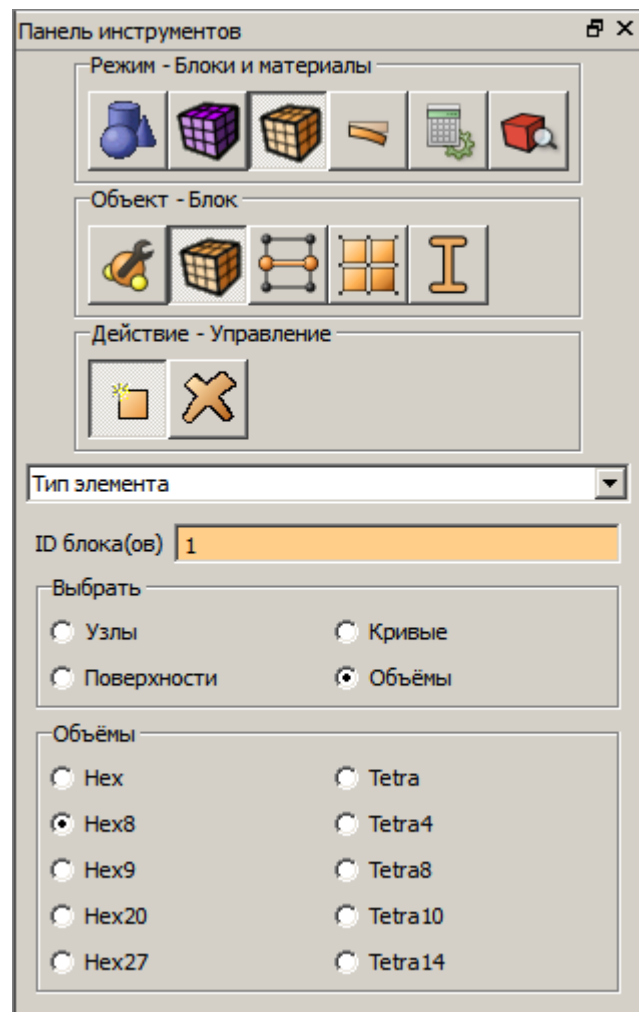 Панель инструментов
Режим - Блоки и материалы
Объект - Блок
Действие - Управление
Тип элемента
ID блока(ов) 1
Выбрать
Узлы Кривые
Поверхности Объёмы
Объёмы
Hex Tetra
Hex8 Tetra4
Hex9 Tetra8
Hex20 Tetra10
Hex27 Tetra14